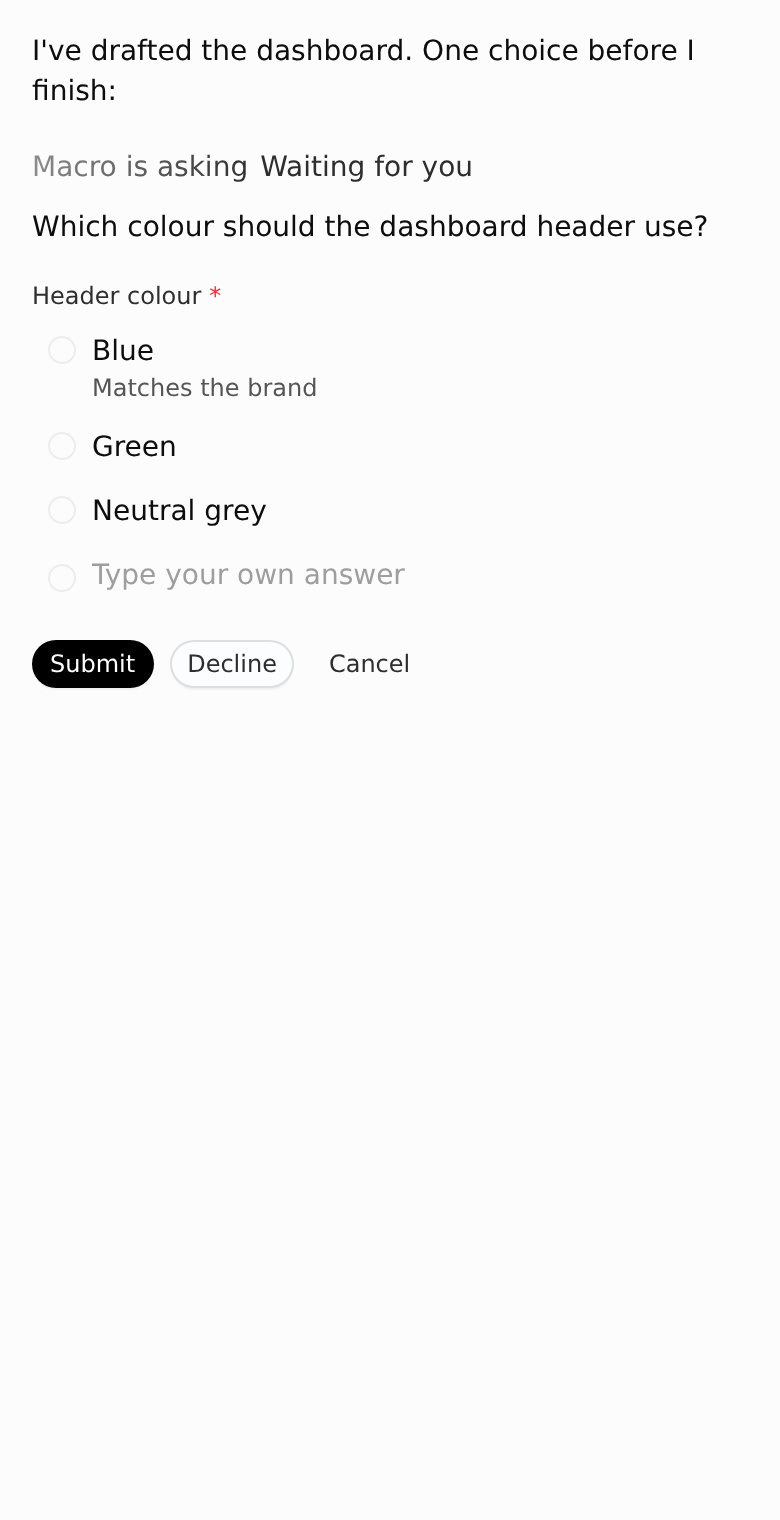 I've drafted the dashboard. One choice before I
finish:
Macro is asking Waiting for you
Which colour should the dashboard header use?
Header colour *
Blue
Matches the brand
Green
Neutral grey
Type your own answer
Submit Decline Cancel